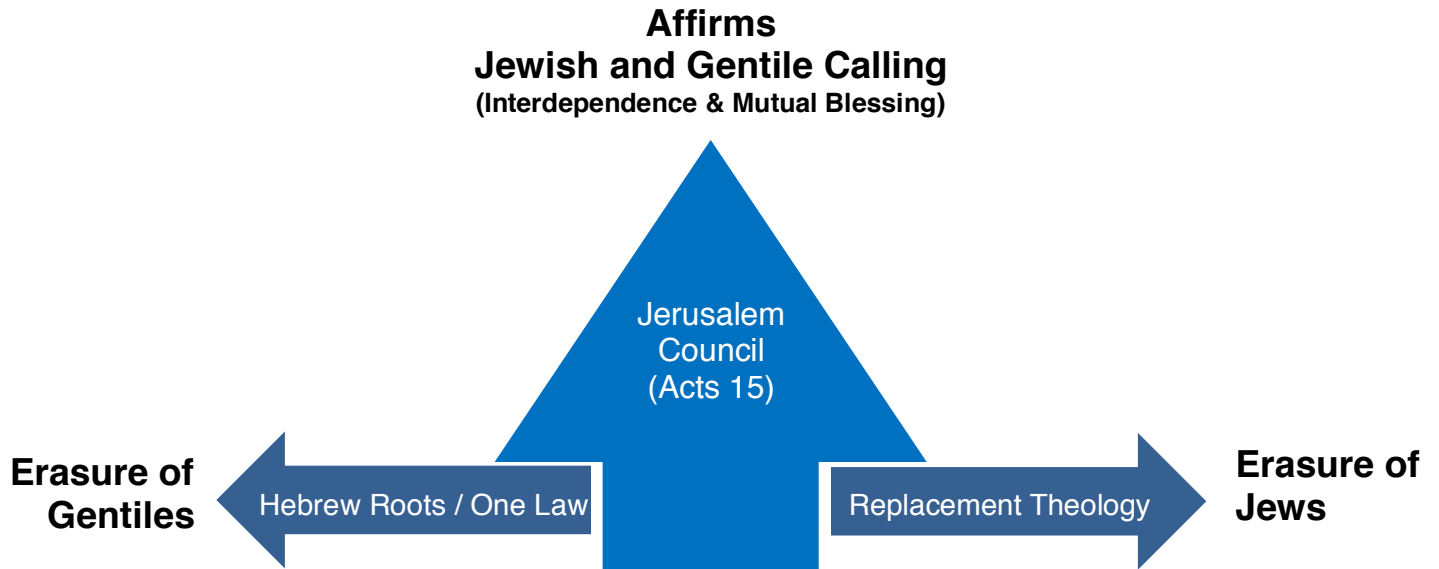 Affirms
Jewish and Gentile Calling
(Interdependence & Mutual Blessing)
Jerusalem
Council
(Acts 15)
Erasure of
Gentiles
Hebrew Roots / One Law
Replacement Theology
Erasure of
Jews